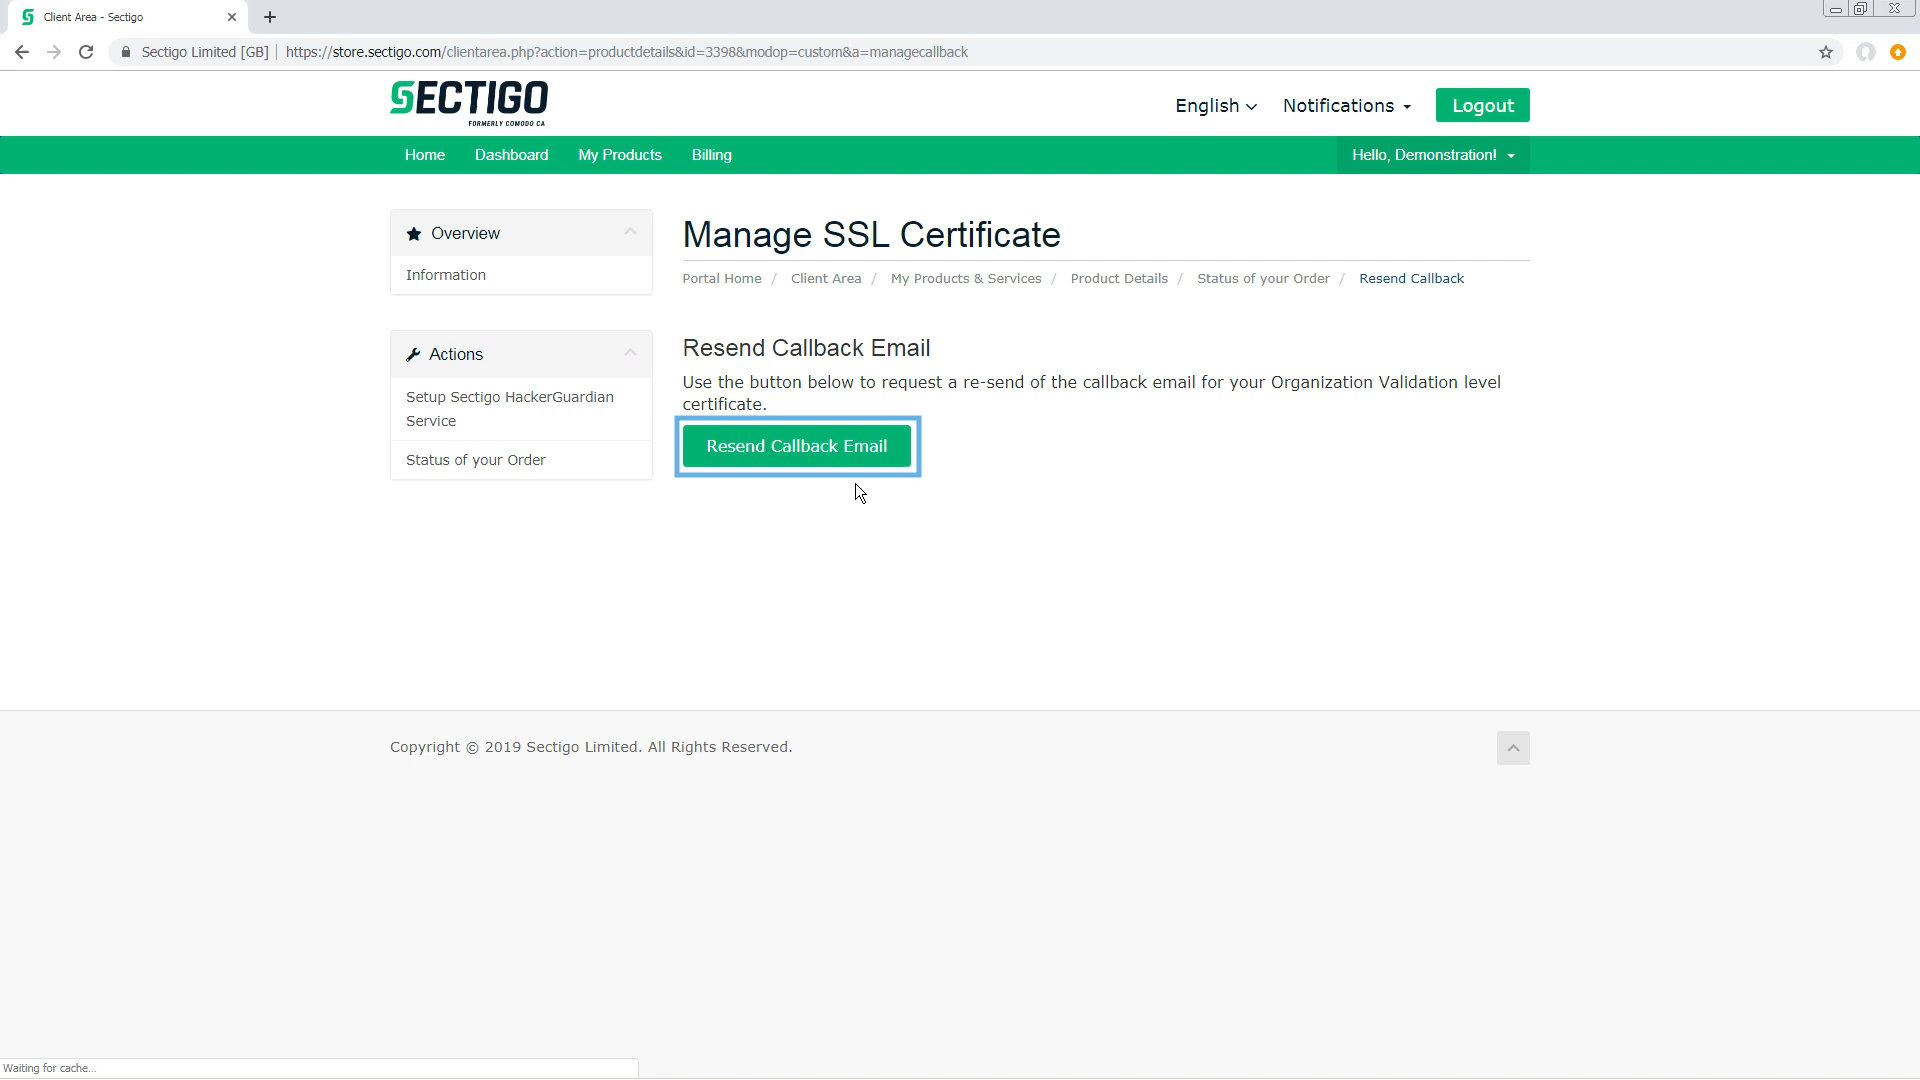 Client Area - Sectigo
Sectigo Limited [GB] https://store.sectigo.com/clientarea.php?action=productdetails&id=3398&modop=custom&a=managecallback
SECTIGO
FORMERLY COMODO CA
English Notifications Logout
Home Dashboard My Products Billing Hello, Demonstration!
Overview
Information
Actions
Setup Sectigo HackerGuardian
Service
Status of your Order
Manage SSL Certificate
Portal Home / Client Area / My Products & Services / Product Details / Status of your Order / Resend Callback
Resend Callback Email
Use the button below to request a re-send of the callback email for your Organization Validation level
certificate.
Resend Callback Email
Copyright © 2019 Sectigo Limited. All Rights Reserved.
Waiting for cache...